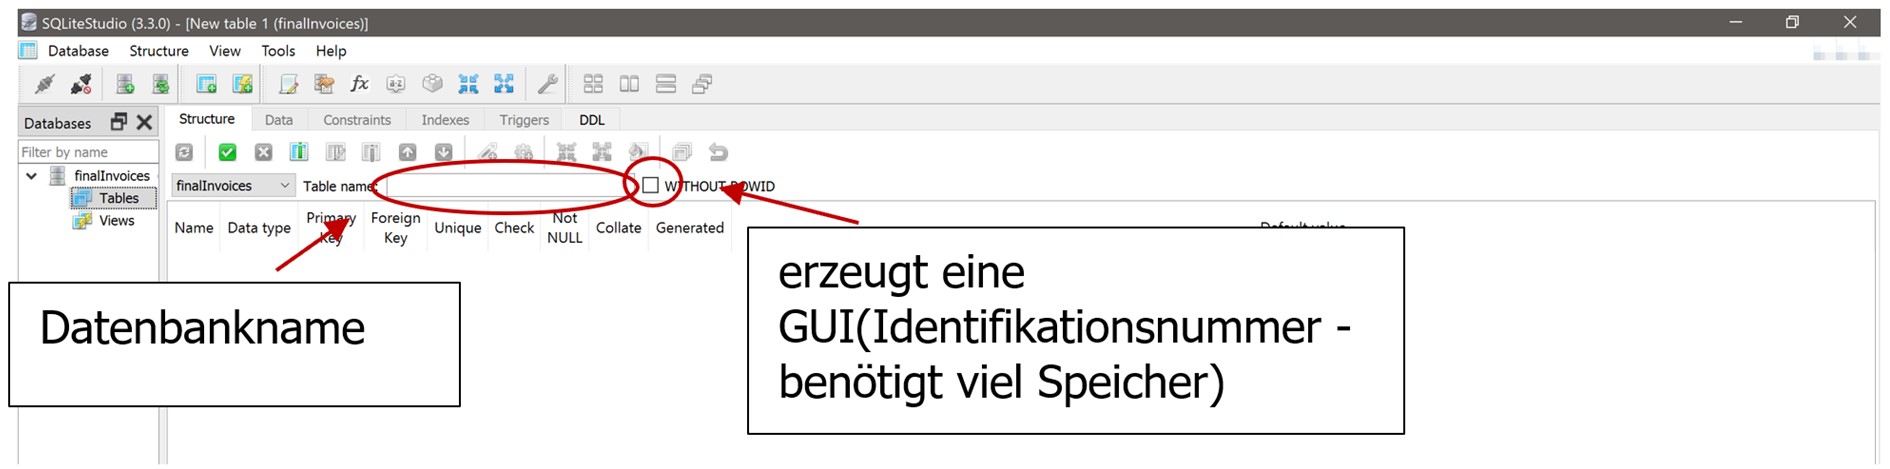 SQLiteStudio (3.3.0) - [New table 1 (finalInvoices)]
Database Structure View Tools Help
Databases
Structure Data Constraints Indexes Triggers DDL
Filter by name
finalInvoices
Tables
Views
finalInvoices Table name: WITHOUT ROWID
Name Data type Primary Key Foreign Key Unique Check Not NULL Collate Generated Default value
Datenbankname
erzeugt eine
GUI(Identifikationsnummer -
benötigt viel Speicher)